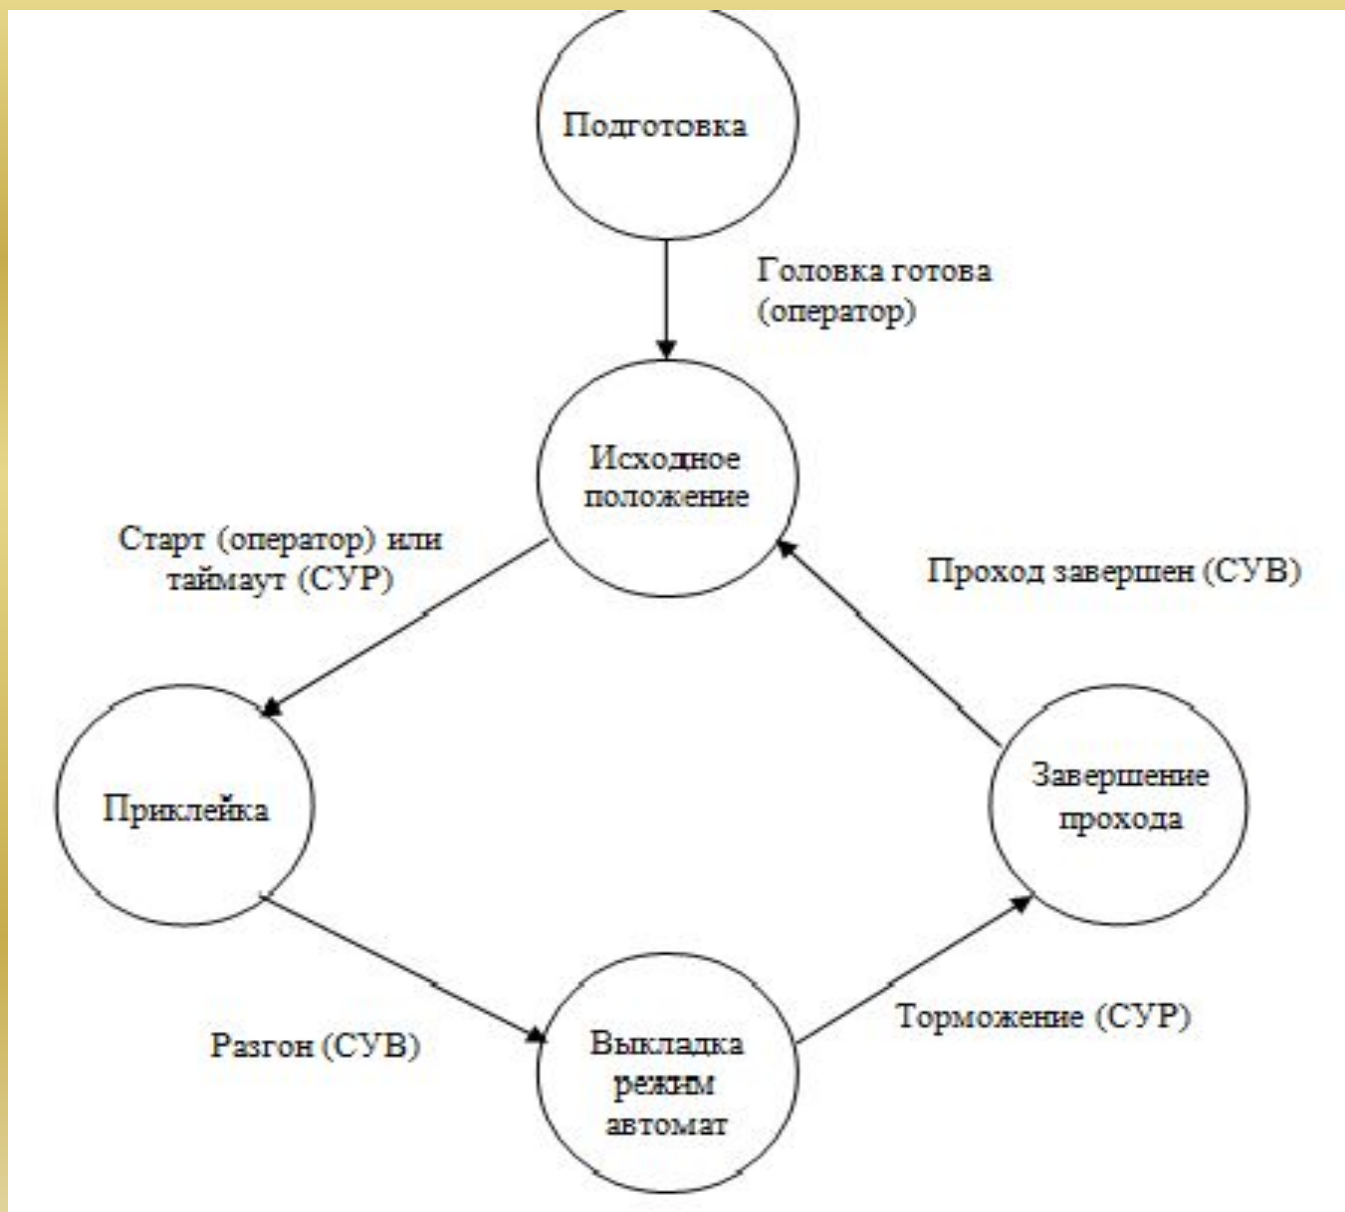 Подготовка
Головка готова
(оператор)
Исходное
положение
Старт (оператор) или
таймаут (СУР)
Проход завершен (СУВ)
Приклейка
Завершение
прохода
Разгон (СУВ)
Торможение (СУР)
Выкладка
режим
автомат